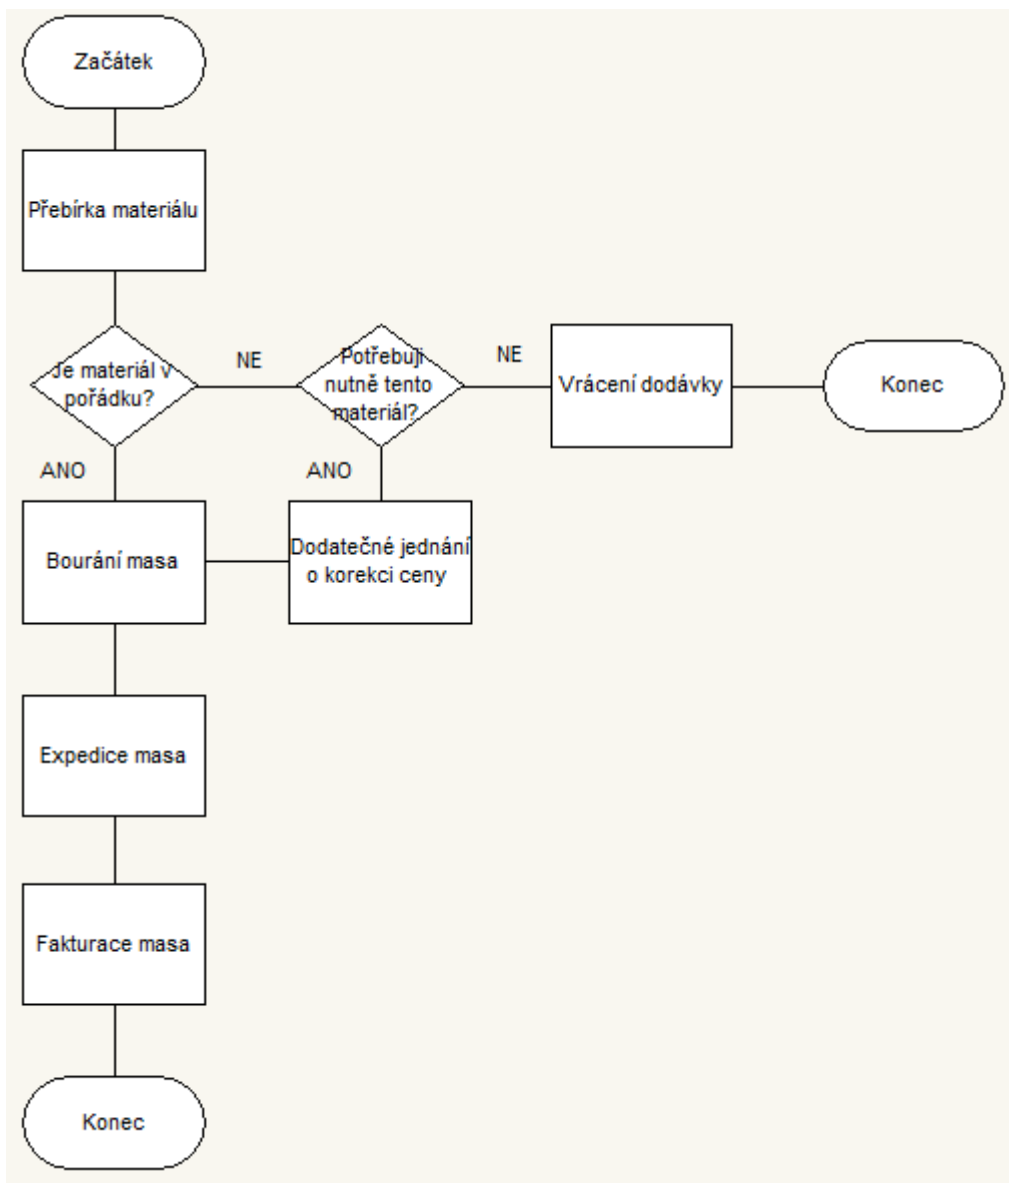 Začátek
Přebírka materiálu
Je materiál v
pořádku?
NE
Potřebuji
nutně tento
materiál?
NE
Vrácení dodávky
Konec
ANO
ANO
Bourání masa
Dodatečné jednání
o korekci ceny
Expedice masa
Fakturace masa
Konec